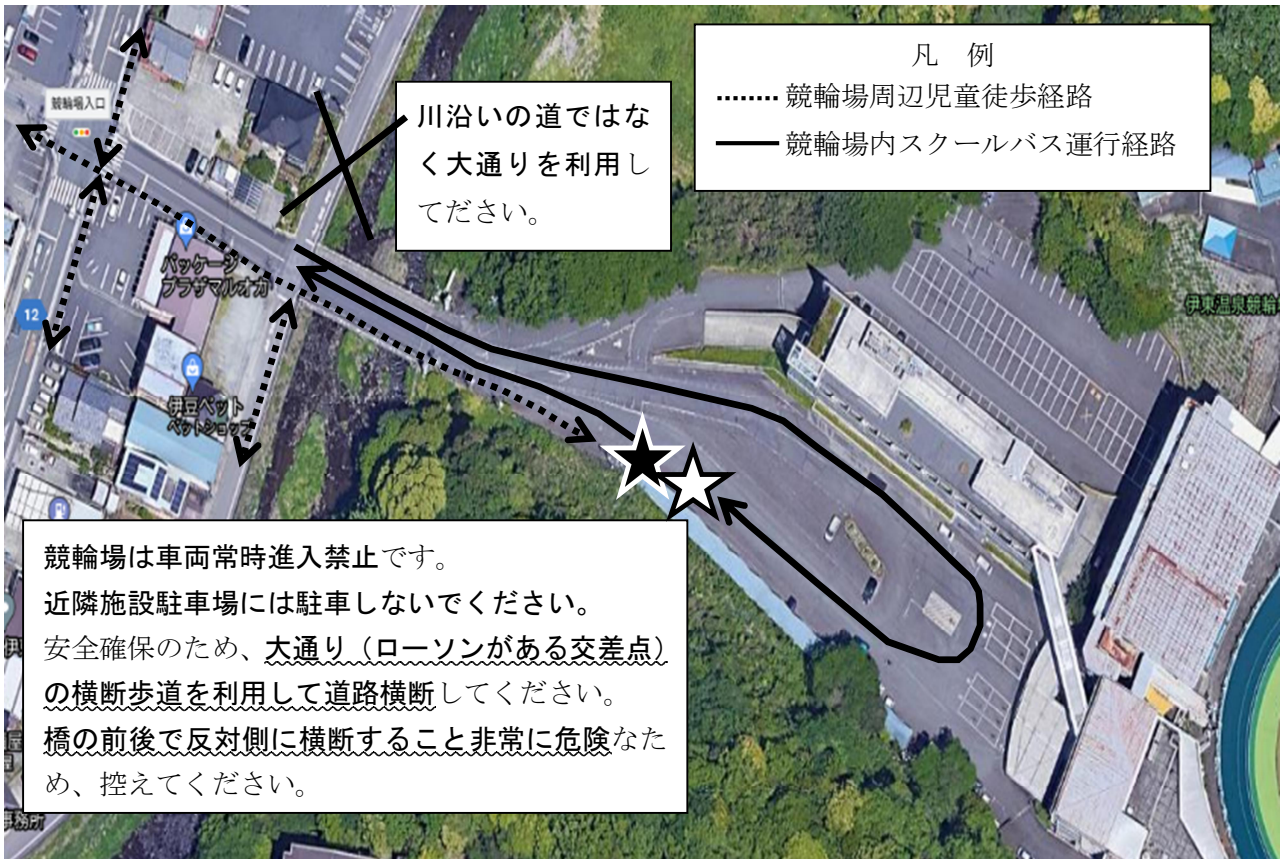 競輪場入口
川沿いの道ではな
く大通りを利用し
てださい。
凡　例
競輪場周辺児童徒歩経路
競輪場内スクールバス運行経路
パッケージ
プラザマルオカ
12
伊豆ペット
ペットショップ
伊東温泉競輪
競輪場は車両常時進入禁止です。
近隣施設駐車場には駐車しないでください。
安全確保のため、大通り（ローソンがある交差点）
の横断歩道を利用して道路横断してください。
橋の前後で反対側に横断すること非常に危険なた
め、控えてください。
事務所